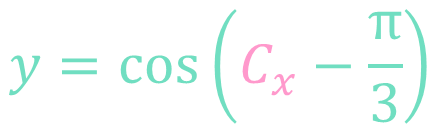 y = cos(Cₓ − π/3)